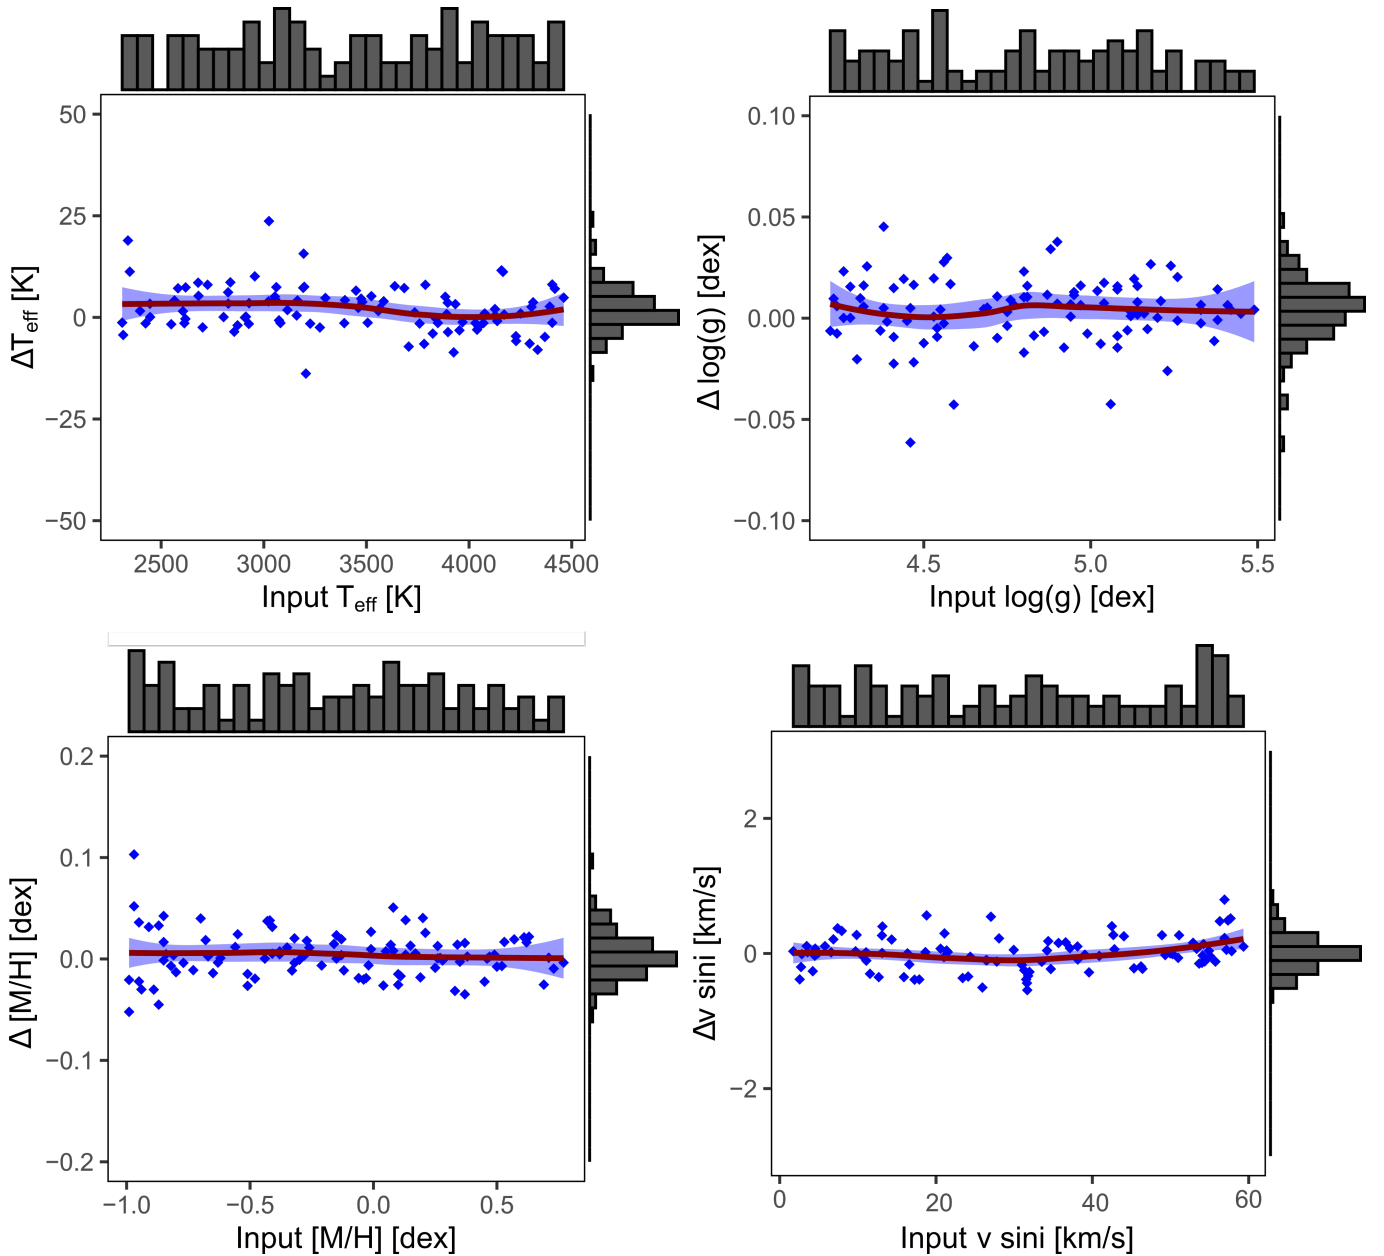 50
25
0
−25
−50
ΔTeff [K]
2500 3000 3500 4000 4500
Input Teff [K]
0.10
0.05
0.00
−0.05
−0.10
Δ log(g) [dex]
4.5 5.0 5.5
Input log(g) [dex]
0.2
0.1
0.0
−0.1
−0.2
Δ [M/H] [dex]
−1.0 −0.5 0.0 0.5
Input [M/H] [dex]
2
0
−2
Δv sini [km/s]
0 20 40 60
Input v sini [km/s]